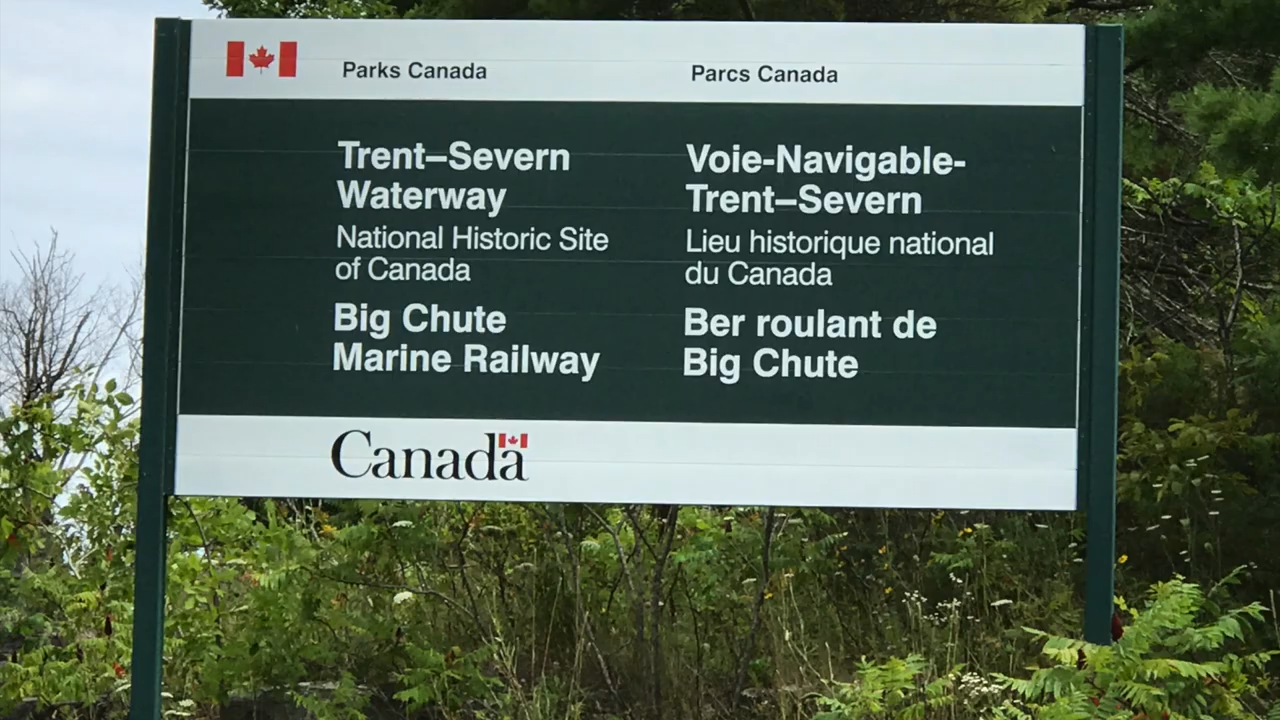 Parks Canada
Parcs Canada
Trent–Severn
Waterway
National Historic Site
of Canada
Big Chute
Marine Railway
Voie-Navigable-
Trent–Severn
Lieu historique national
du Canada
Ber roulant de
Big Chute
Canada